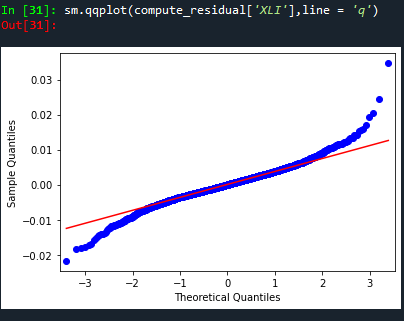 In [31]: sm.qqplot(compute_residual['XLI'],line = 'q')
Out[31]:
0.03
0.02
0.01
0.00
−0.01
−0.02
Sample Quantiles
−3 −2 −1 0 1 2 3
Theoretical Quantiles